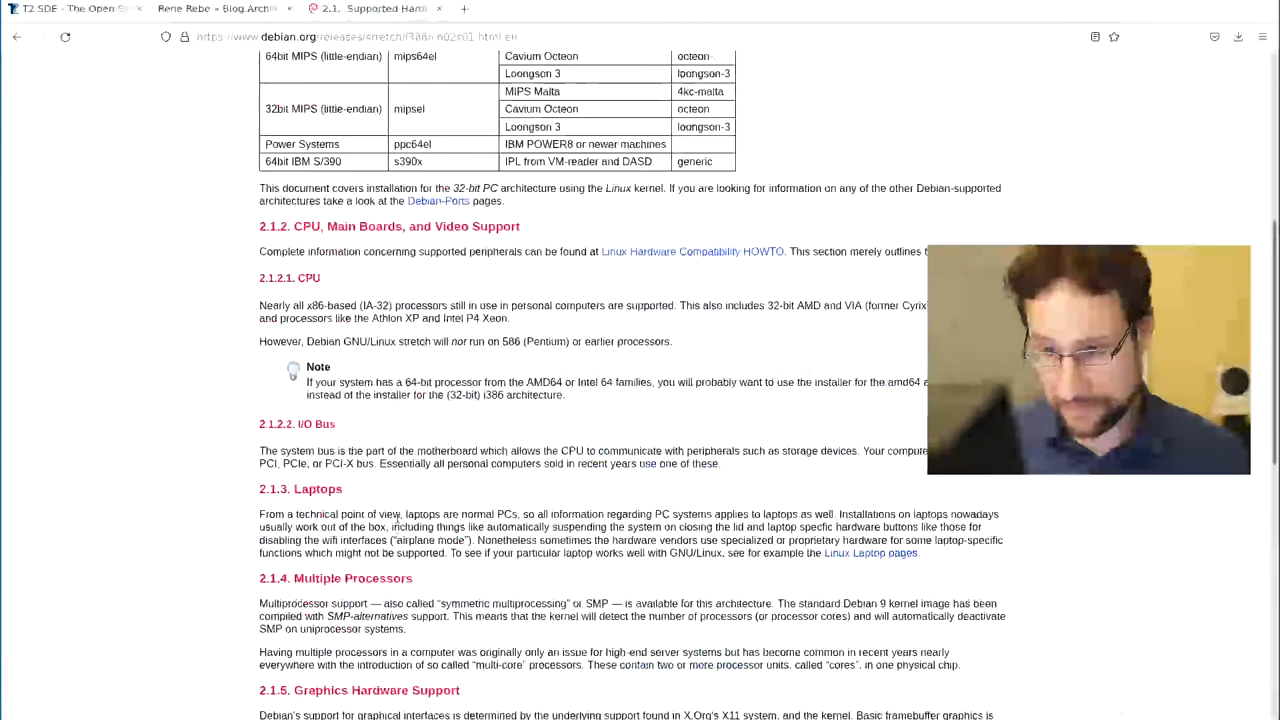 T2 SDE - The Open S
Rene Rebe » Blog Archi
2.1. Supported Hard
https://www.debian.org/releases/stretch/i386/ch02s01.html.en
64bit MIPS (little-endian) mips64el Cavium Octeon octeon
Loongson 3 loongson-3
MIPS Malta 4kc-malta
32bit MIPS (little-endian) mipsel Cavium Octeon octeon
Loongson 3 loongson-3
Power Systems ppc64el IBM POWER8 or newer machines
64bit IBM S/390 s390x IPL from VM-reader and DASD generic
This document covers installation for the 32-bit PC architecture using the Linux kernel. If you are looking for information on any of the other Debian-supported
architectures take a look at the Debian-Ports pages.
2.1.2. CPU, Main Boards, and Video Support
Complete information concerning supported peripherals can be found at Linux Hardware Compatibility HOWTO. This section merely outlines
2.1.2.1. CPU
Nearly all x86-based (IA-32) processors still in use in personal computers are supported. This also includes 32-bit AMD and VIA (former Cyrix
and processors like the Athlon XP and Intel P4 Xeon.
However, Debian GNU/Linux stretch will not run on 586 (Pentium) or earlier processors.
Note
If your system has a 64-bit processor from the AMD64 or Intel 64 families, you will probably want to use the installer for the amd64
instead of the installer for the (32-bit) i386 architecture.
2.1.2.2. I/O Bus
The system bus is the part of the motherboard which allows the CPU to communicate with peripherals such as storage devices. Your compute
PCI, PCIe, or PCI-X bus. Essentially all personal computers sold in recent years use one of these.
2.1.3. Laptops
From a technical point of view, laptops are normal PCs, so all information regarding PC systems applies to laptops as well. Installations on laptops nowadays
usually work out of the box, including things like automatically suspending the system on closing the lid and laptop specfic hardware buttons like those for
disabling the wifi interfaces (“airplane mode”). Nonetheless sometimes the hardware vendors use specialized or proprietary hardware for some laptop-specific
functions which might not be supported. To see if your particular laptop works well with GNU/Linux, see for example the Linux Laptop pages.
2.1.4. Multiple Processors
Multiprocessor support — also called “symmetric multiprocessing” or SMP — is available for this architecture. The standard Debian 9 kernel image has been
compiled with SMP-alternatives support. This means that the kernel will detect the number of processors (or processor cores) and will automatically deactivate
SMP on uniprocessor systems.
Having multiple processors in a computer was originally only an issue for high-end server systems but has become common in recent years nearly
everywhere with the introduction of so called “multi-core” processors. These contain two or more processor units, called “cores”, in one physical chip.
2.1.5. Graphics Hardware Support
Debian's support for graphical interfaces is determined by the underlying support found in X.Org's X11 system, and the kernel. Basic framebuffer graphics is